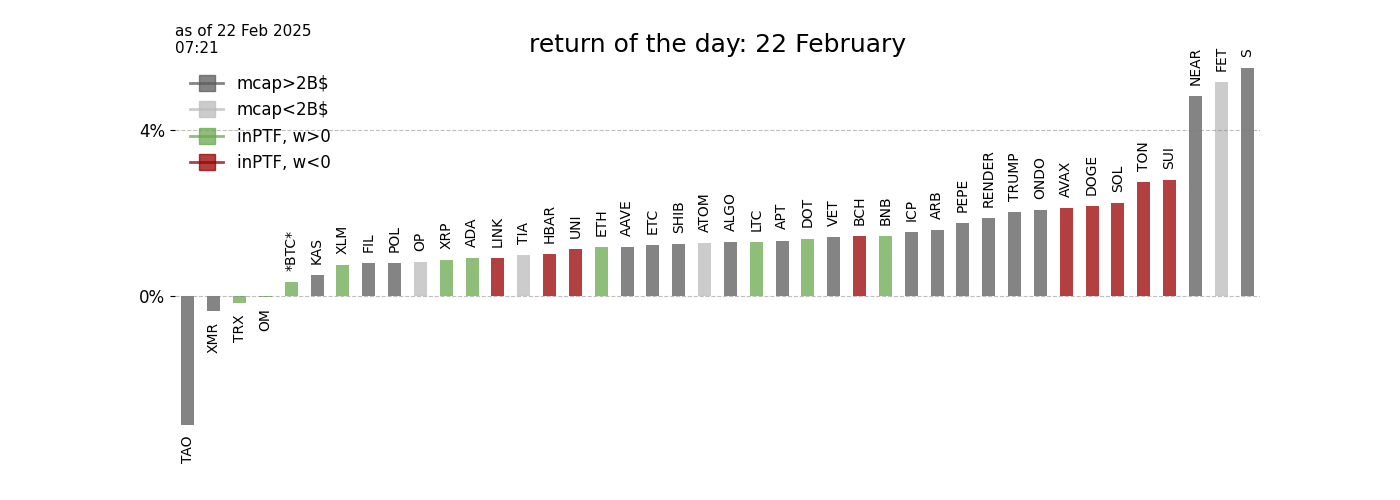 as of 22 Feb 2025
07:21
return of the day: 22 February
mcap>2B$
mcap<2B$
inPTF, w>0
inPTF, w<0
4%
0%
TAO
XMR
TRX
OM
*BTC*
KAS
XLM
FIL
POL
OP
XRP
ADA
LINK
TIA
HBAR
UNI
ETH
AAVE
ETC
SHIB
ATOM
ALGO
LTC
APT
DOT
VET
BCH
BNB
ICP
ARB
PEPE
RENDER
TRUMP
ONDO
AVAX
DOGE
SOL
TON
SUI
NEAR
FET
S